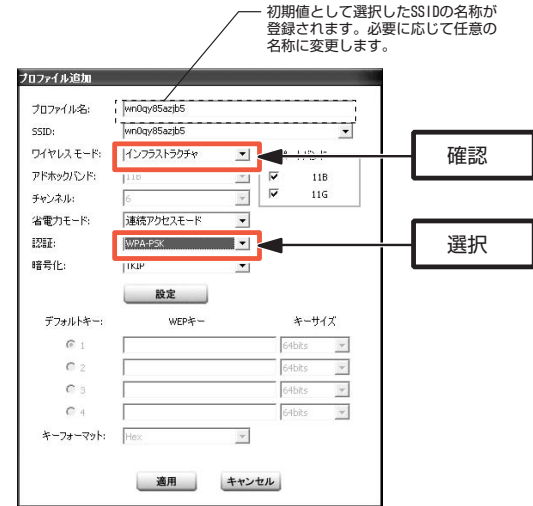 初期値として選択したSSIDの名称が
登録されます。必要に応じて任意の
名称に変更します。
プロファイル追加
プロファイル名: wn0qy85azjb5
SSID: wn0qy85azjb5
ワイヤレス モード: インフラストラクチャ
確認
アドホックバンド: 11B
11B
チャンネル: 6
11G
省電力モード: 連続アクセスモード
認証: WPA-PSK
選択
暗号化: TKIP
設定
デフォルトキー: WEPキー キーサイズ
1 64bits
2 64bits
3 64bits
4 64bits
キーフォーマット: Hex
適用 キャンセル